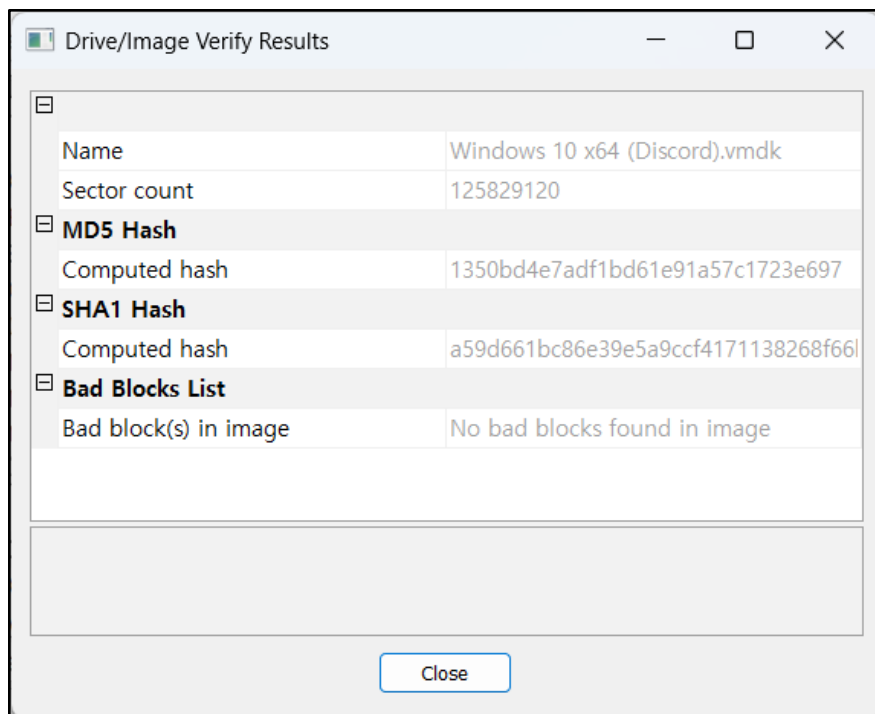 Drive/Image Verify Results
Name Windows 10 x64 (Discord).vmdk
Sector count 125829120
MD5 Hash
Computed hash 1350bd4e7adf1bd61e91a57c1723e697
SHA1 Hash
Computed hash a59d661bc86e39e5a9ccf4171138268f66
Bad Blocks List
Bad block(s) in image No bad blocks found in image
Close